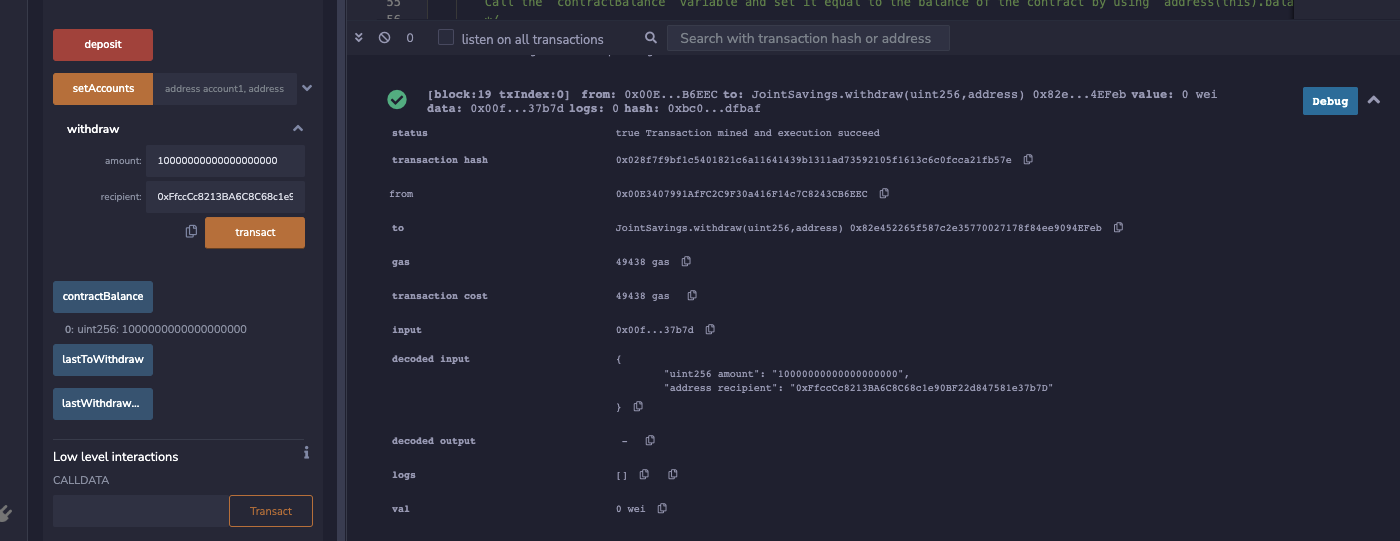 deposit
setAccounts
address account1, address
withdraw
amount:
10000000000000000000
recipient:
0xFfccCc8213BA6C8C68c1e9
transact
contractBalance
0: uint256: 1000000000000000000
lastToWithdraw
lastWithdraw...
Low level interactions
i
CALLDATA
Transact
55
Call the `contractBalance` variable and set it equal to the balance of the contract by using `address(this).bala
56
*/
0
listen on all transactions
Search with transaction hash or address
[block:19 txIndex:0] from: 0x00E...B6EEC to: JointSavings.withdraw(uint256,address) 0x82e...4EFeb value: 0 wei
data: 0x00f...37b7d logs: 0 hash: 0xbc0...dfbaf
Debug
status
true Transaction mined and execution succeed
transaction hash
0x028f7f9bf1c5401821c6a11641439b1311ad73592105f1613c6c0fcca21fb57e
from
0x00E3407991AfFC2C9F30a416F14c7C8243CB6EEC
to
JointSavings.withdraw(uint256,address) 0x82e452265f587c2e35770027178f84ee9094EFeb
gas
49438 gas
transaction cost
49438 gas
input
0x00f...37b7d
decoded input
{
"uint256 amount": "10000000000000000000",
"address recipient": "0xFfccCc8213BA6C8C68c1e90BF22d847581e37b7D"
}
decoded output
-
logs
[]
val
0 wei